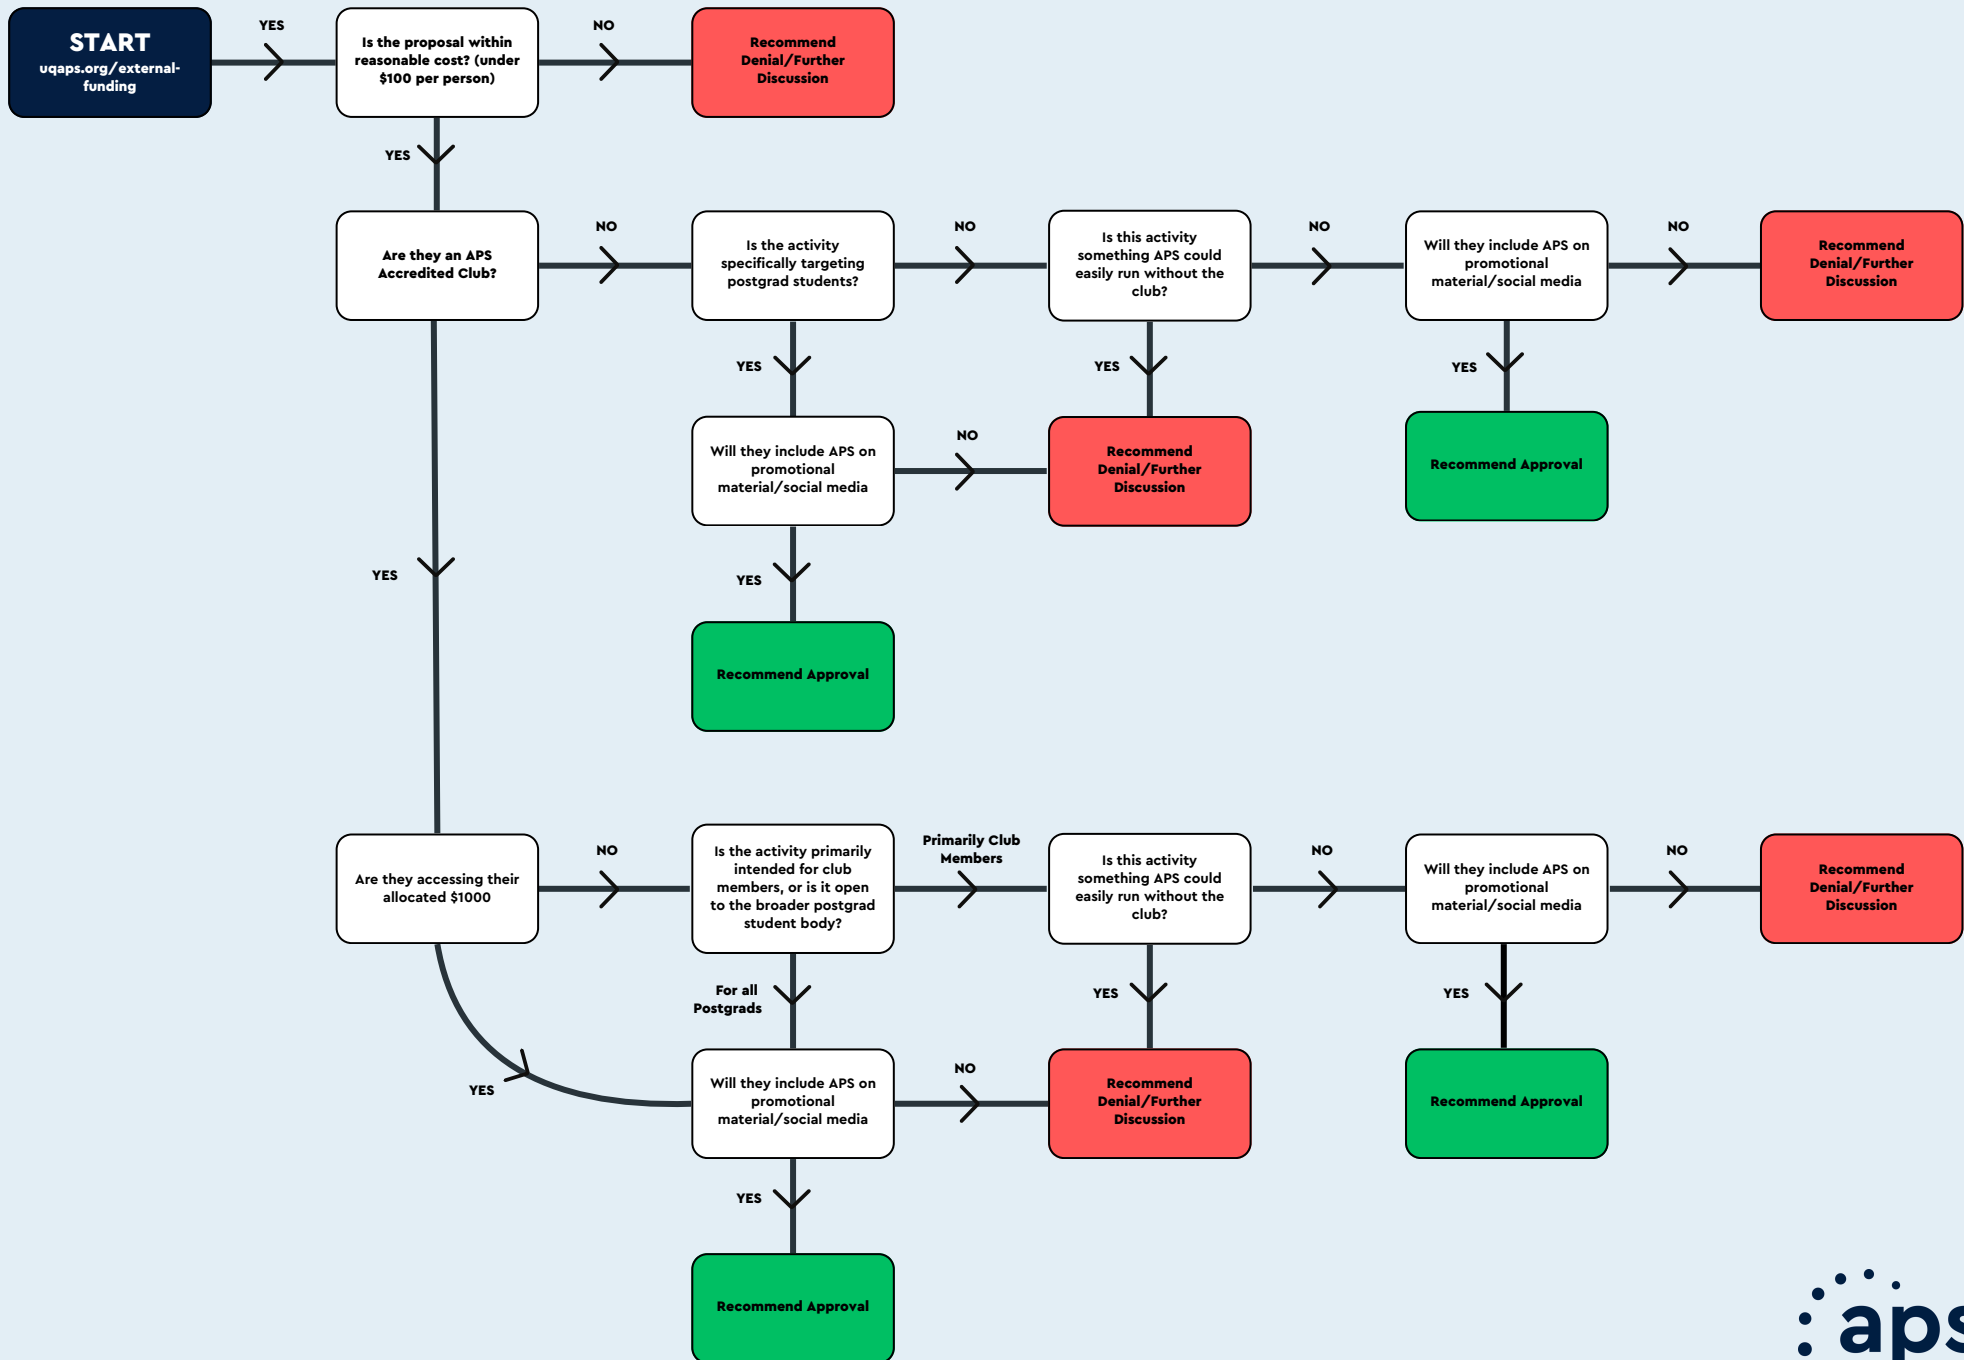 START
uqaps.org/external-
funding
YES
Is the proposal within
reasonable cost? (under
$100 per person)
NO
Recommend
Denial/Further
Discussion
YES
Are they an APS
Accredited Club?
NO
Is the activity
specifically targeting
postgrad students?
NO
Is this activity
something APS could
easily run without the
club?
NO
Will they include APS on
promotional
material/social media
NO
Recommend
Denial/Further
Discussion
YES
YES
YES
Will they include APS on
promotional
material/social media
NO
Recommend
Denial/Further
Discussion
Recommend Approval
YES
YES
Recommend Approval
Are they accessing their
allocated $1000
NO
Is the activity primarily
intended for club
members, or is it open
to the broader postgrad
student body?
Primarily Club
Members
Is this activity
something APS could
easily run without the
club?
NO
Will they include APS on
promotional
material/social media
NO
Recommend
Denial/Further
Discussion
For all
Postgrads
YES
YES
YES
Will they include APS on
promotional
material/social media
NO
Recommend
Denial/Further
Discussion
Recommend Approval
YES
Recommend Approval
aps